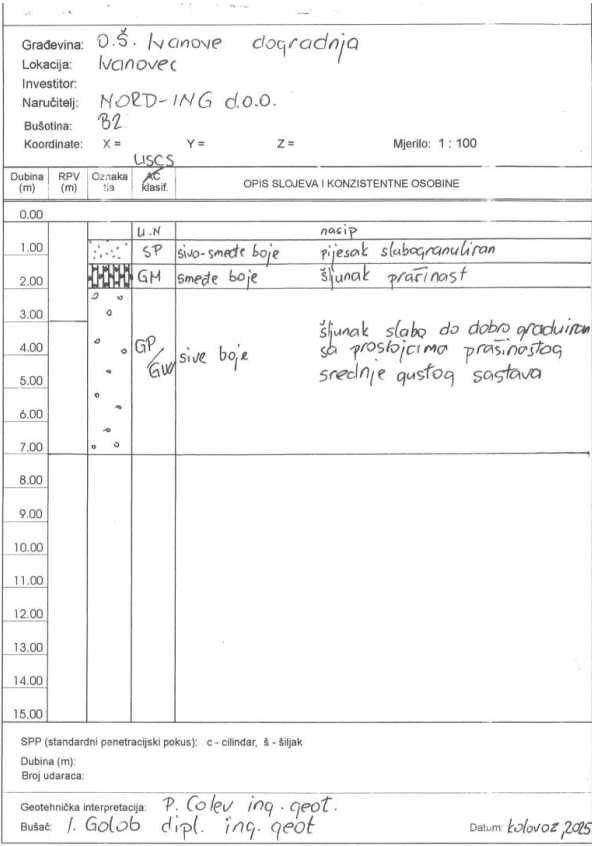 Građevina: O.Š. Ivanove dogradnja
Lokacija: Ivanovec
Investitor:
Naručitelj: NORD-ING d.o.o.
Bušotina: B2
Koordinate: X = Y = Z = Mjerilo: 1 : 100
USCS
Dubina (m) RPV (m) Oznaka tla AC klasif. OPIS SLOJEVA I KONZISTENTNE OSOBINE
0.00
U.N nasip
1.00 SP sivo-smeđe boje pijesak slabogranuliran
2.00 GM smeđe boje šljunak pračinast
3.00
šljunak slabo do dobro graduiran
4.00 GP/GW sive boje sa proslojcima prašinastog
5.00 srednje gustog sastava
6.00
7.00
8.00
9.00
10.00
11.00
12.00
13.00
14.00
15.00
SPP (standardni penetracijski pokus): c - cilindar, š - šiljak
Dubina (m):
Broj udaraca:
Geotehnička interpretacija: P. Colev ing. geot.
Bušač: I. Golob dipl. ing. geot Datum: kolovoz, 2025